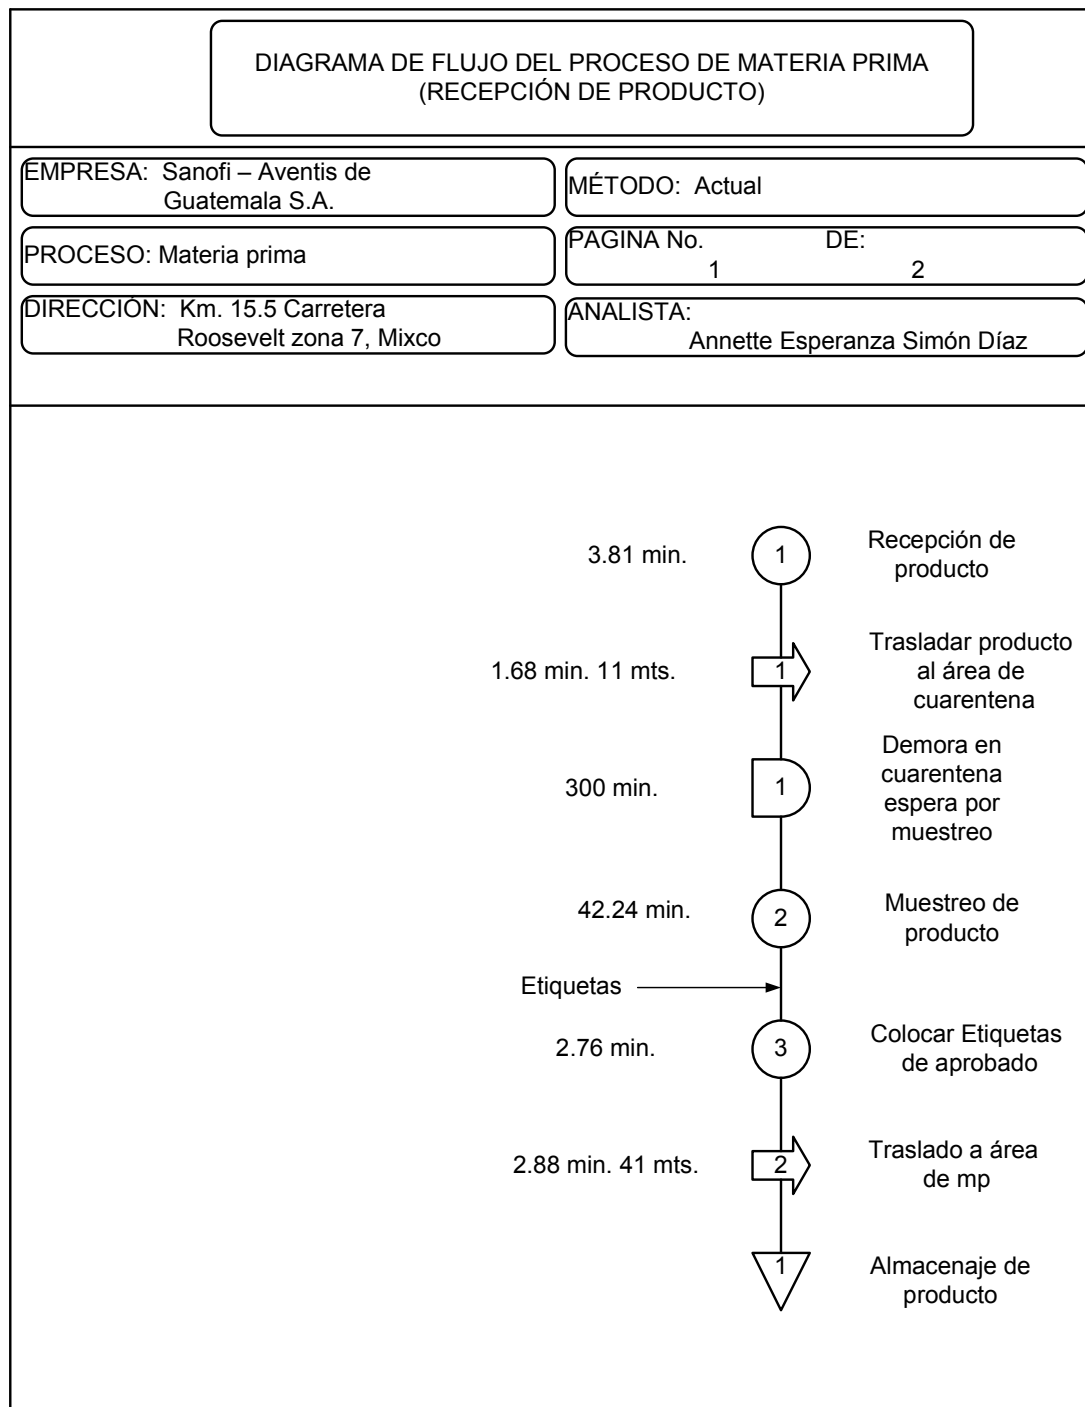 DIAGRAMA DE FLUJO DEL PROCESO DE MATERIA PRIMA
(RECEPCIÓN DE PRODUCTO)
EMPRESA: Sanofi – Aventis de
Guatemala S.A.
MÉTODO: Actual
PROCESO: Materia prima
PAGINA No. DE:
1 2
DIRECCIÓN: Km. 15.5 Carretera
Roosevelt zona 7, Mixco
ANALISTA:
Annette Esperanza Simón Díaz
3.81 min.
1
Recepción de
producto
1.68 min. 11 mts.
1
Trasladar producto
al área de
cuarentena
300 min.
1
Demora en
cuarentena
espera por
muestreo
42.24 min.
2
Muestreo de
producto
Etiquetas
2.76 min.
3
Colocar Etiquetas
de aprobado
2.88 min. 41 mts.
2
Traslado a área
de mp
1
Almacenaje de
producto